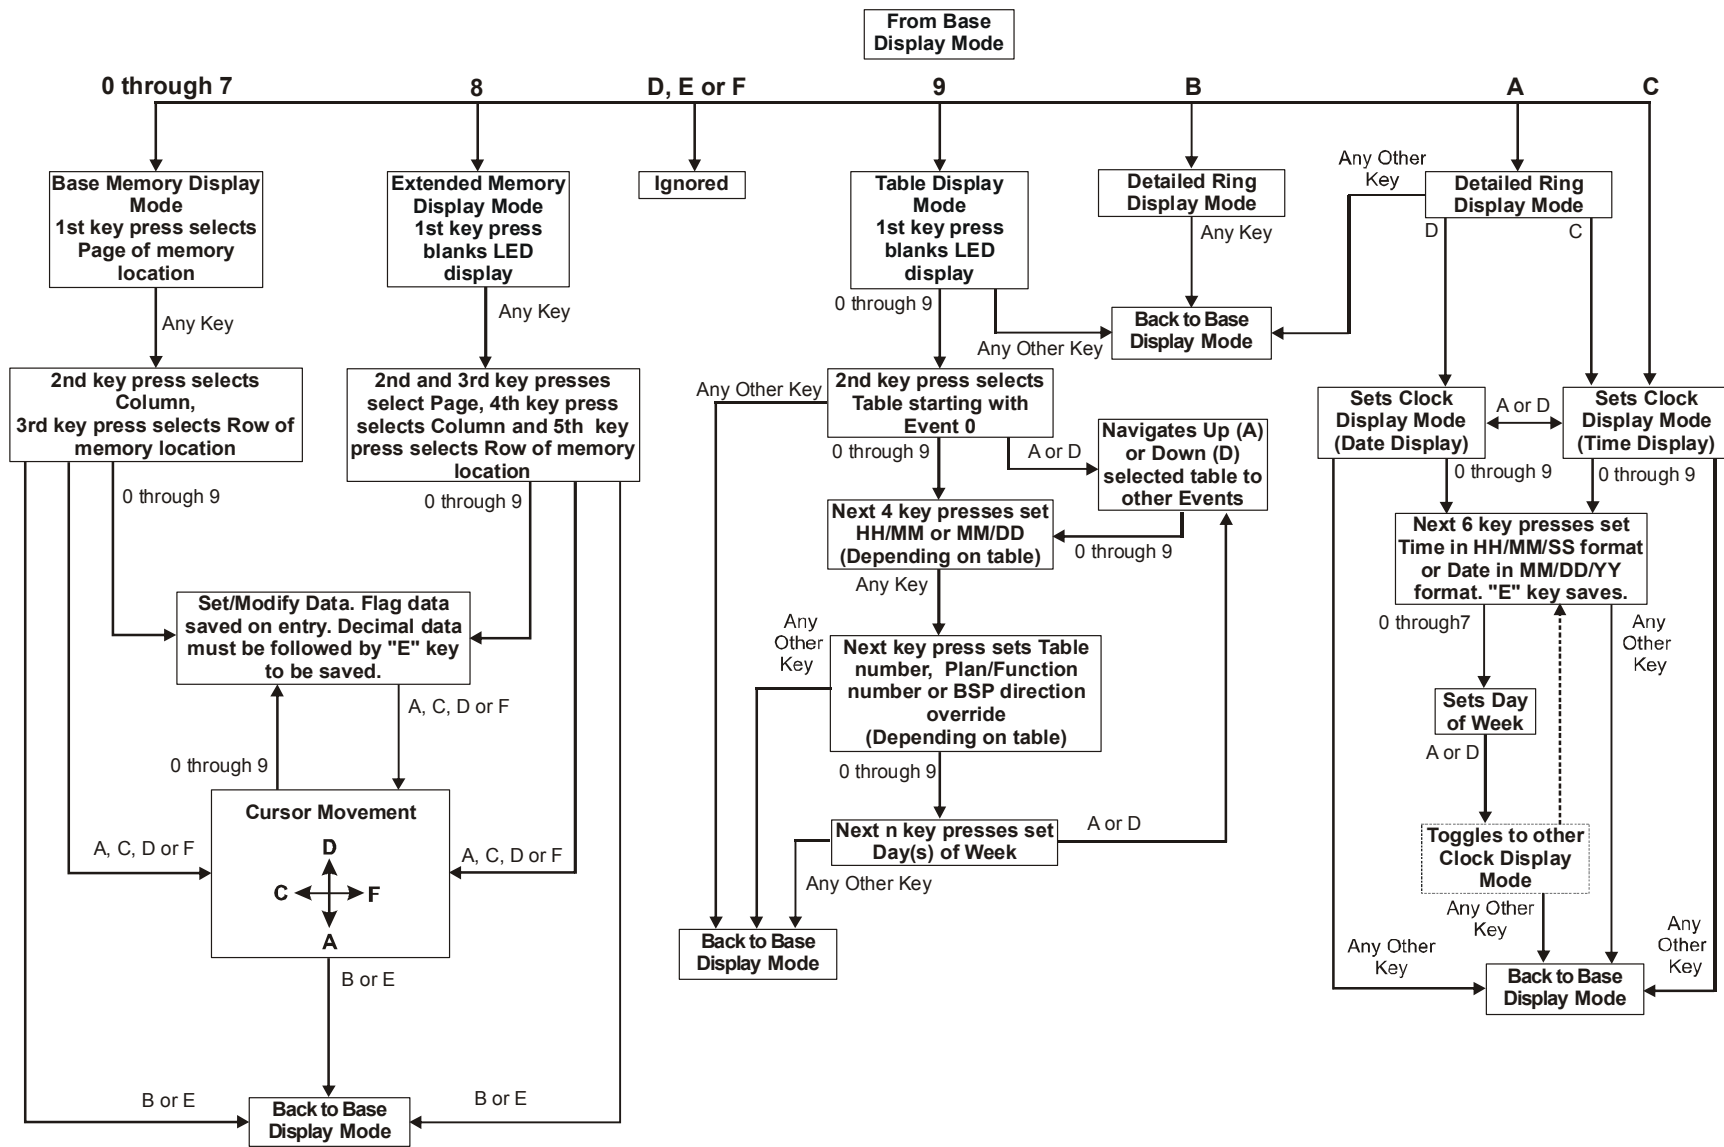 From Base
Display Mode
0 through 7
8
D, E or F
9
B
A
C
Base Memory Display
Mode
1st key press selects
Page of memory
location
Any Key
2nd key press selects
Column,
3rd key press selects Row of
memory location
0 through 9
Extended Memory
Display Mode
1st key press
blanks LED
display
Any Key
2nd and 3rd key presses
select Page, 4th key press
selects Column and 5th key
press selects Row of memory
location
0 through 9
Set/Modify Data. Flag data
saved on entry. Decimal data
must be followed by "E" key
to be saved.
A, C, D or F
0 through 9
Cursor Movement
D
C
F
A
A, C, D or F
A, C, D or F
B or E
B or E
B or E
Back to Base
Display Mode
Ignored
Table Display
Mode
1st key press
blanks LED
display
0 through 9
Any Other Key
Detailed Ring
Display Mode
Any Key
Back to Base
Display Mode
Any Other Key
2nd key press selects
Table starting with
Event 0
0 through 9
A or D
Navigates Up (A)
or Down (D)
selected table to
other Events
0 through 9
Next 4 key presses set
HH/MM or MM/DD
(Depending on table)
Any Key
Any
Other
Key
Next key press sets Table
number, Plan/Function
number or BSP direction
override
(Depending on table)
0 through 9
Next n key presses set
Day(s) of Week
A or D
Any Other Key
Back to Base
Display Mode
Any Other
Key
Detailed Ring
Display Mode
D
C
Sets Clock
Display Mode
(Date Display)
A or D
Sets Clock
Display Mode
(Time Display)
0 through 9
0 through 9
Next 6 key presses set
Time in HH/MM/SS format
or Date in MM/DD/YY
format. "E" key saves.
0 through7
Any
Other
Key
Sets Day
of Week
A or D
Toggles to other
Clock Display
Mode
Any Other
Key
Any Other
Key
Any
Other
Key
Back to Base
Display Mode